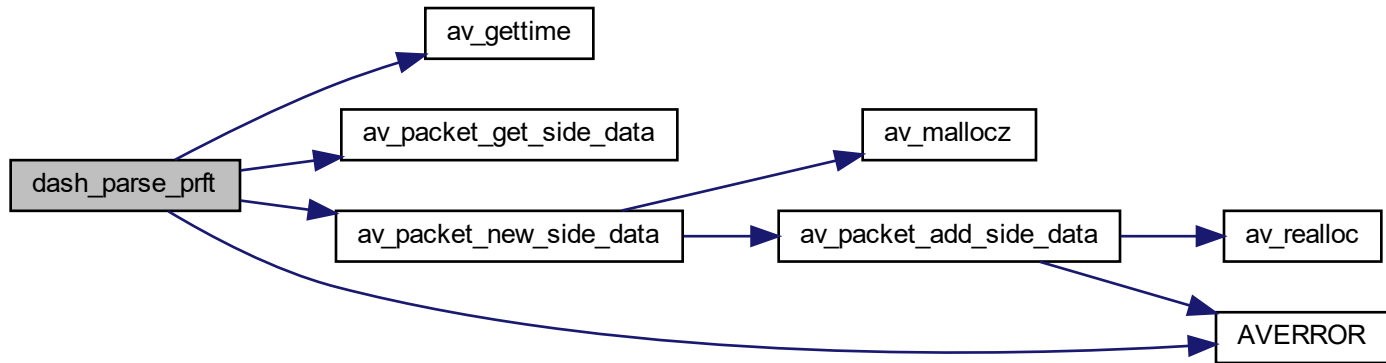 av_gettime
av_packet_get_side_data
av_mallocz
dash_parse_prft
av_packet_new_side_data
av_packet_add_side_data
av_realloc
AVERROR